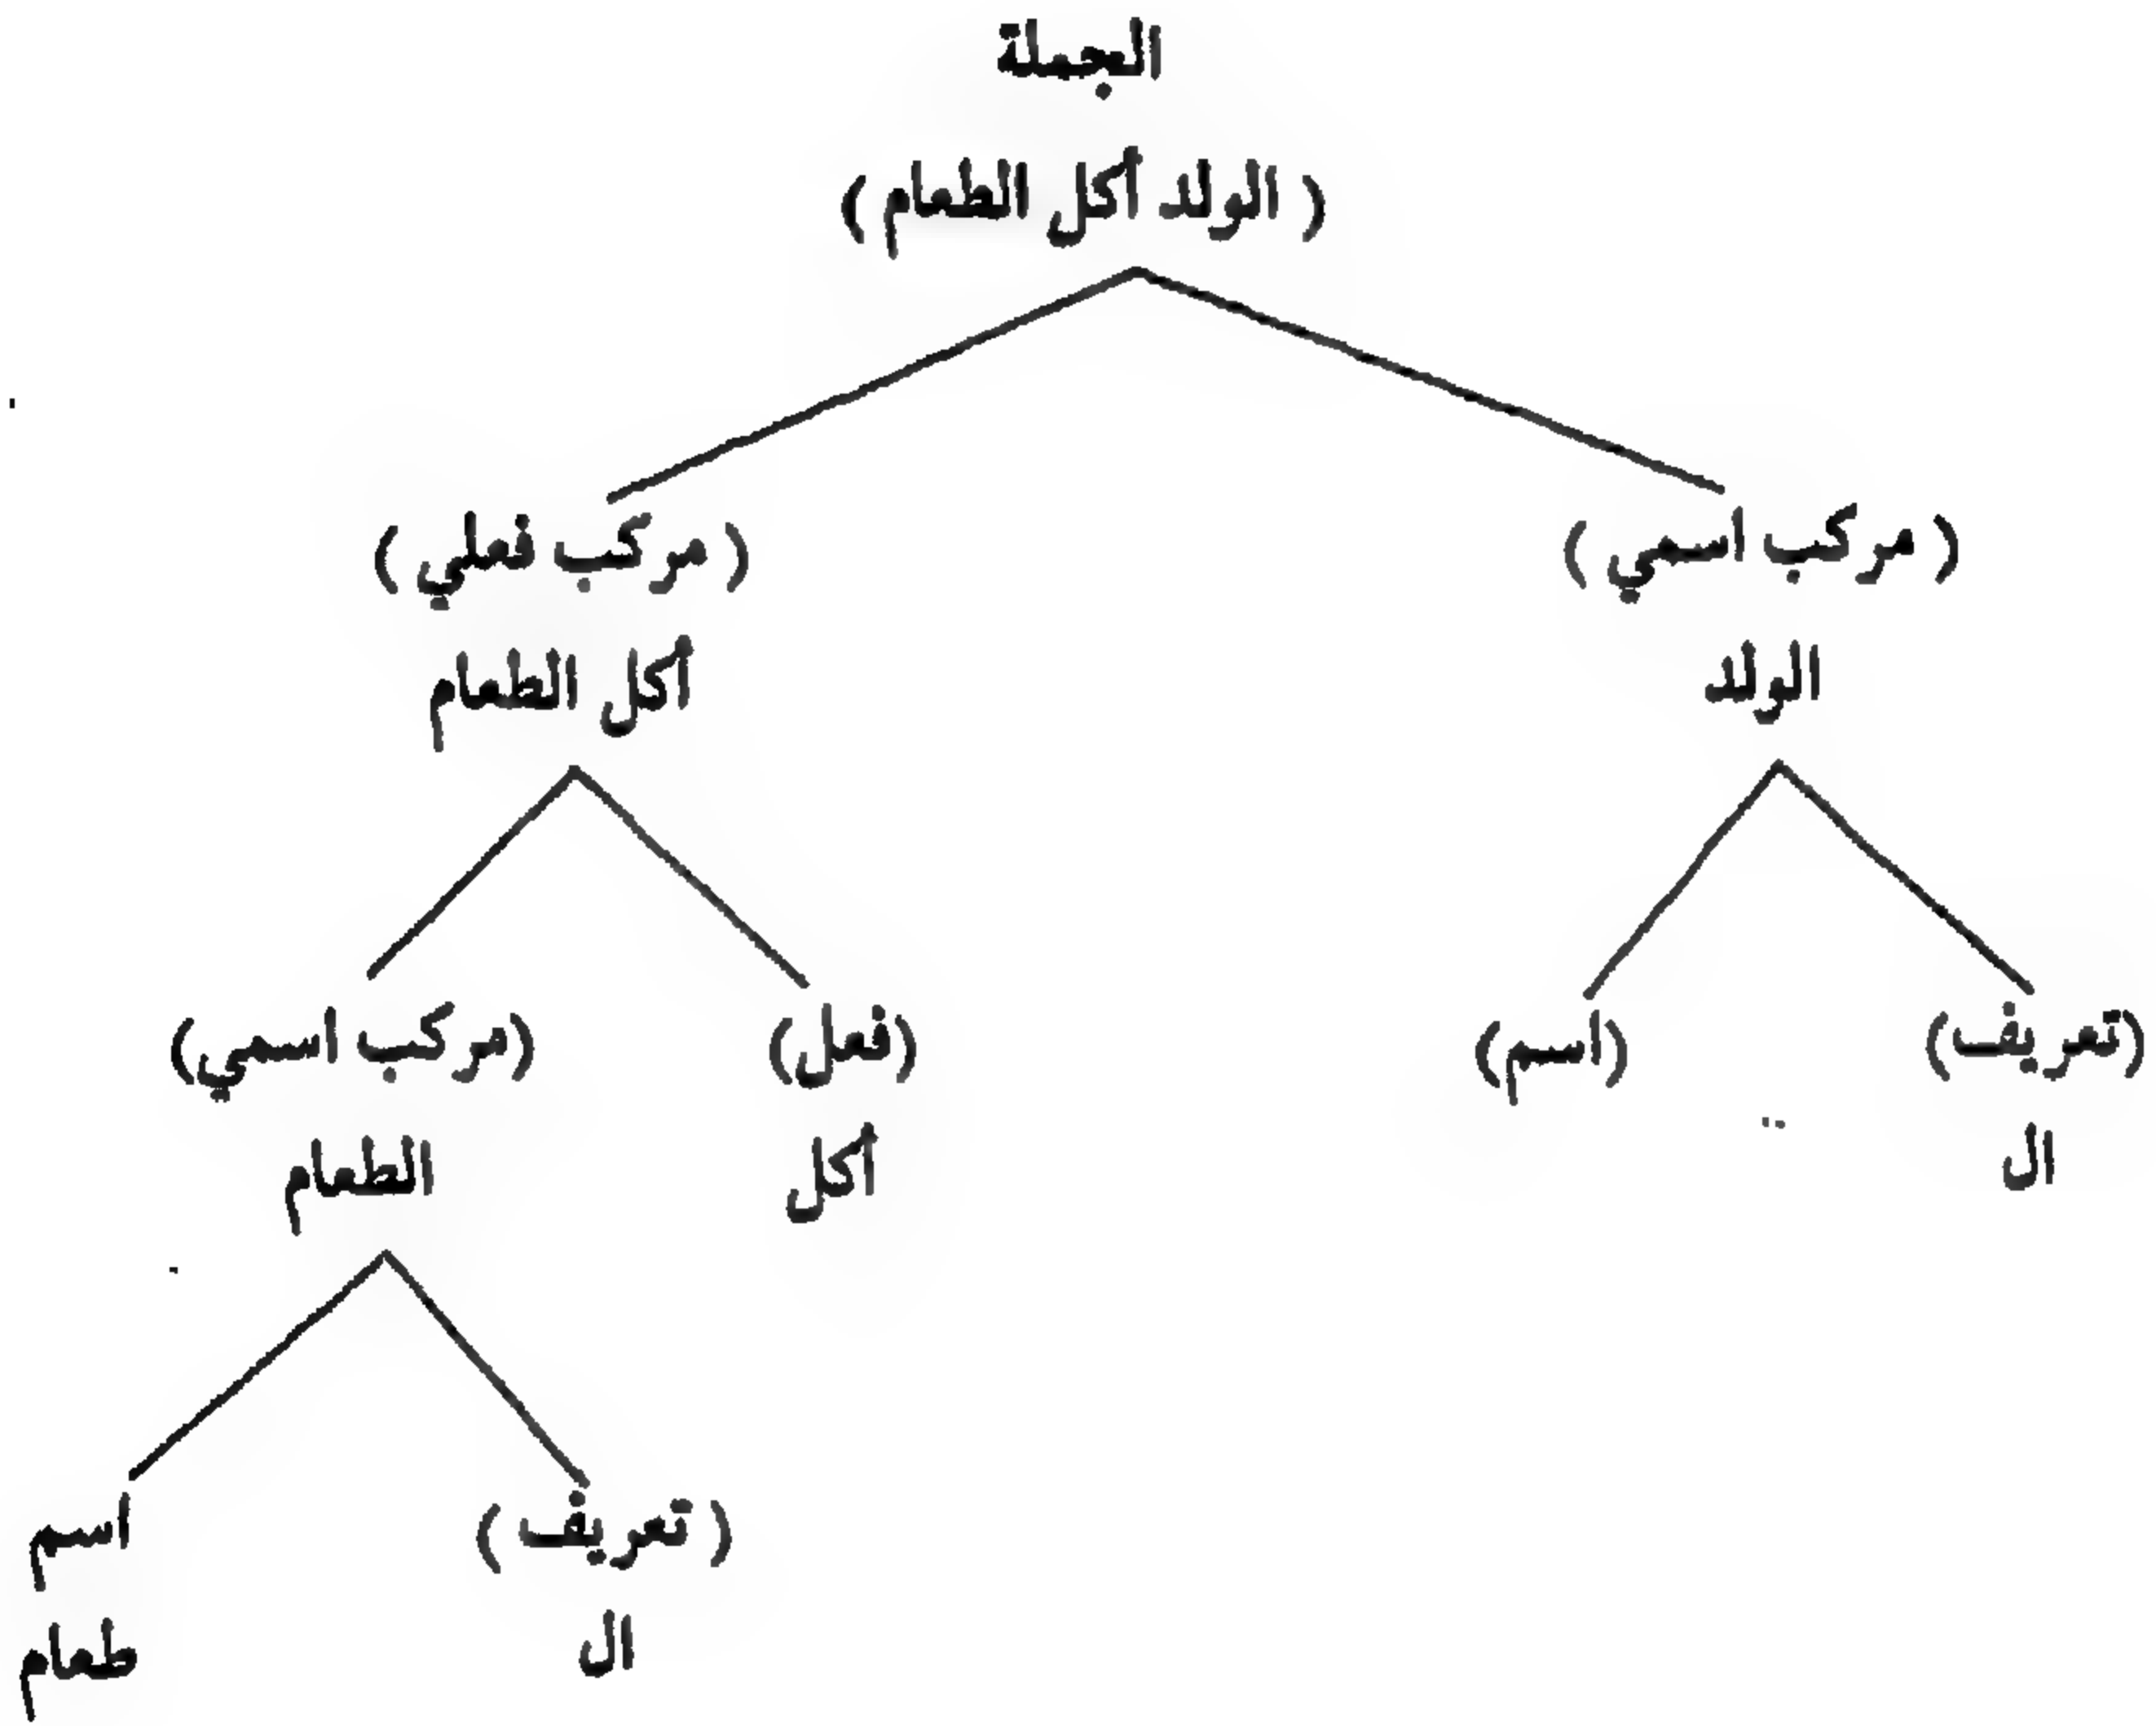 الجملة
( الولد أكل الطعام )
( مركب اسمي ) ( مركب فعلي )
الولد أكل الطعام
(تعريف) (اسم) (فعل) (مركب اسمي)
ال أكل الطعام
( تعريف ) اسم
ال طعام